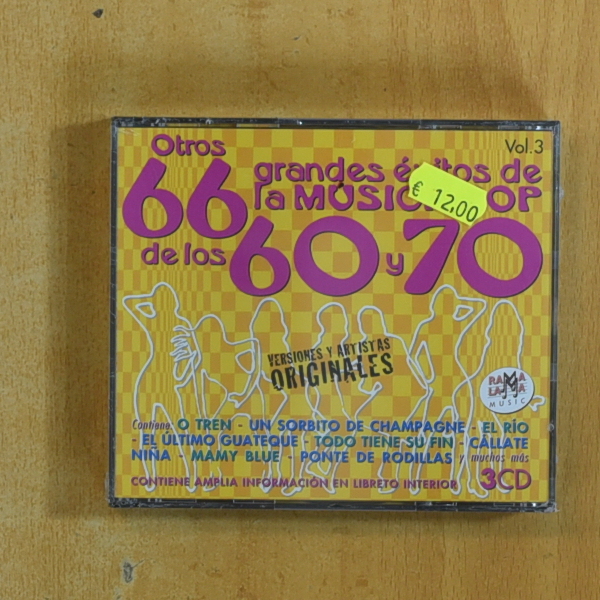 Otros
Vol.3
66 grandes éxitos de
la MÚSICA POP
€ 12,00
de los 60 y 70
VERSIONES Y ARTISTAS
ORIGINALES
RAMA
LAMA
MUSIC
Contiene: O TREN - UN SORBITO DE CHAMPAGNE - EL RÍO
- EL ÚLTIMO GUATEQUE - TODO TIENE SU FIN - CÁLLATE
NIÑA - MAMY BLUE - PONTE DE RODILLAS y muchos más
CONTIENE AMPLIA INFORMACIÓN EN LIBRETO INTERIOR
3CD